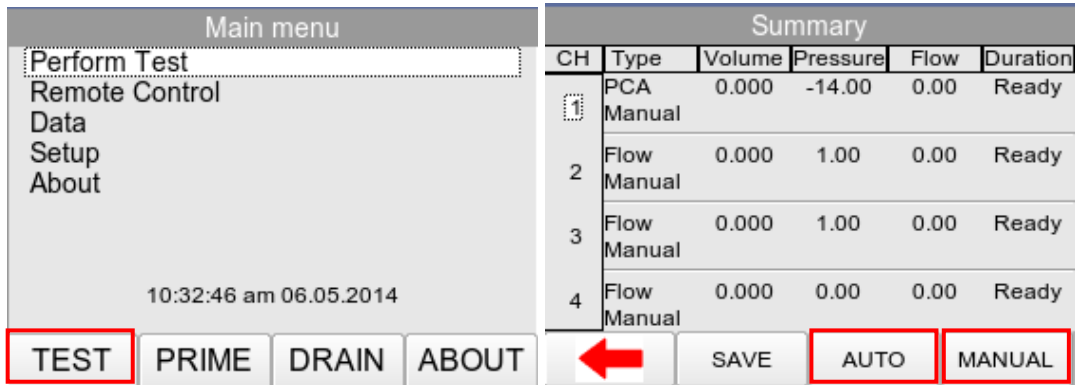 Main menu
Perform Test
Remote Control
Data
Setup
About
10:32:46 am 06.05.2014
TEST PRIME DRAIN ABOUT
Summary
CH Type Volume Pressure Flow Duration
1 PCA Manual 0.000 -14.00 0.00 Ready
2 Flow Manual 0.000 1.00 0.00 Ready
3 Flow Manual 0.000 1.00 0.00 Ready
4 Flow Manual 0.000 0.00 0.00 Ready
SAVE AUTO MANUAL